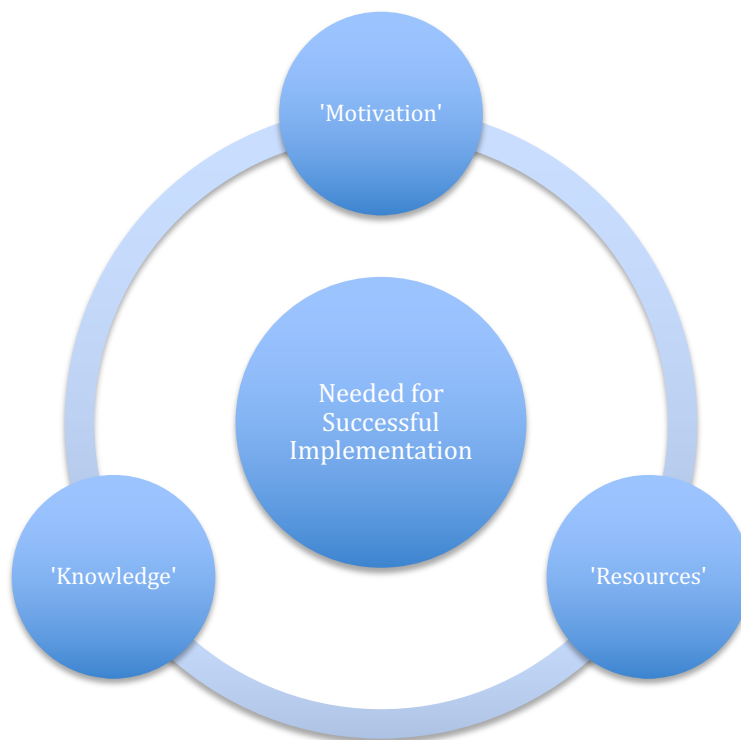 'Motivation'
Needed for
Successful
Implementation
'Knowledge'
'Resources'